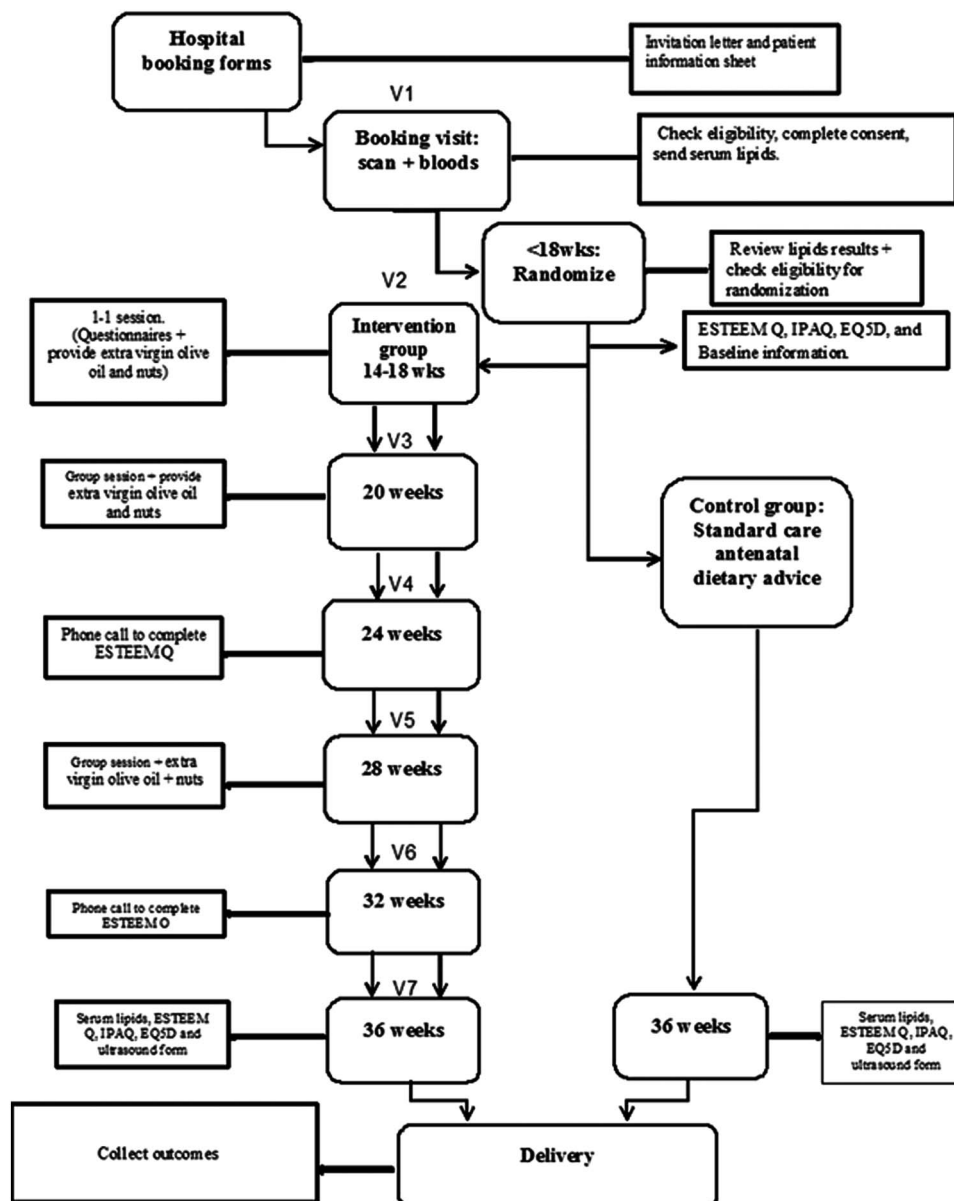 Hospital
booking forms
Invitation letter and patient
information sheet
V1
Booking visit:
scan + bloods
Check eligibility, complete consent,
send serum lipids.
<18wks:
Randomize
Review lipids results +
check eligibility for
randomization
V2
1-1 session.
(Questionnaires +
provide extra virgin olive
oil and nuts)
Intervention
group
14-18 wks
ESTEEM Q, IPAQ, EQ5D, and
Baseline information.
V3
Group session + provide
extra virgin olive oil
and nuts
20 weeks
Control group:
Standard care
antenatal
dietary advice
V4
Phone call to complete
ESTEEM Q
24 weeks
V5
Group session + extra
virgin olive oil + nuts
28 weeks
V6
Phone call to complete
ESTEEM O
32 weeks
V7
Serum lipids, ESTEEM
Q, IPAQ, EQ5D and
ultrasound form
36 weeks
36 weeks
Serum lipids,
ESTEEM Q, IPAQ,
EQ5D and
ultrasound form
Collect outcomes
Delivery